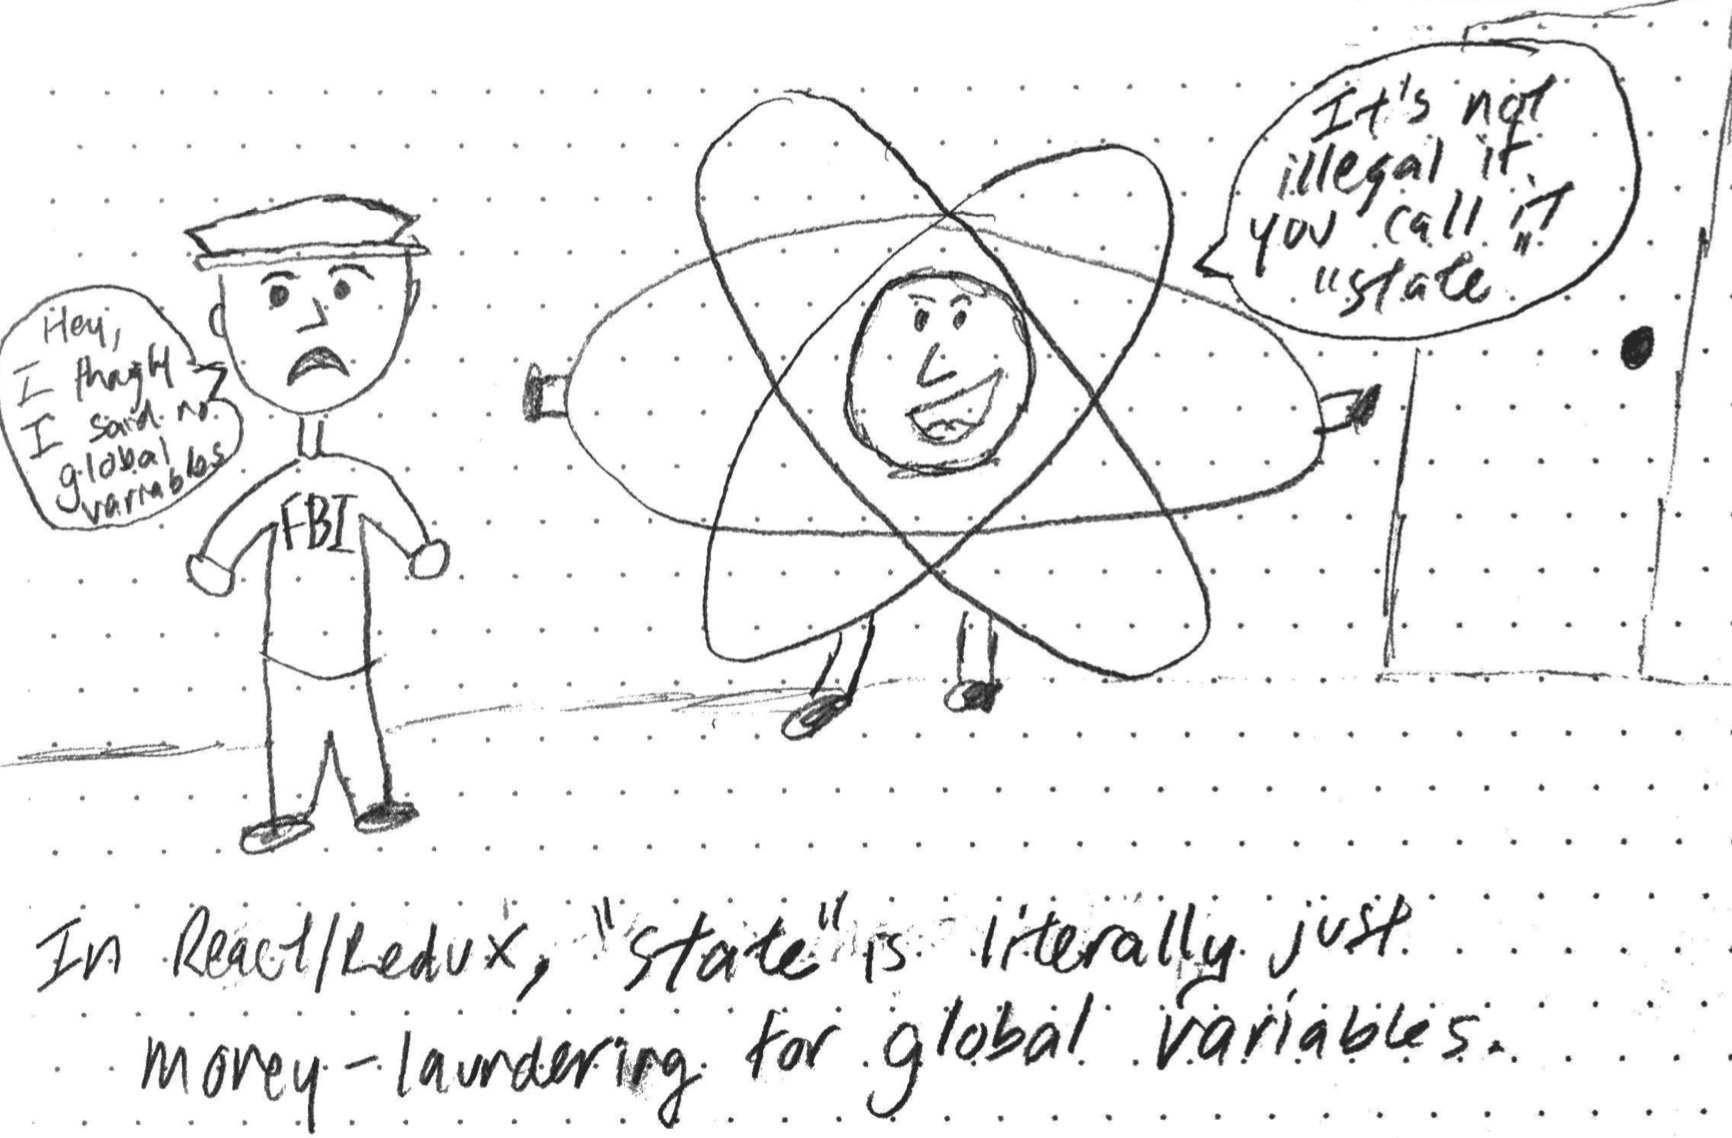 Hey,
I thought
I said no
global
variables
FBI
It's not
illegal if
you call it
"state"
In React/Redux, "state" is literally just
money-laundering for global variables.